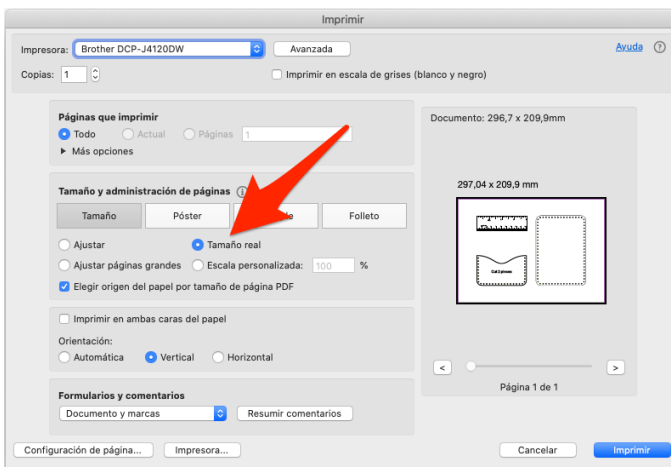 Imprimir
Impresora: Brother DCP-J4120DW Avanzada Ayuda ?
Copias: 1 Imprimir en escala de grises (blanco y negro)
Páginas que imprimir
Todo Actual Páginas 1
Más opciones
Tamaño y administración de páginas
Tamaño Póster Folleto
Ajustar Tamaño real
Ajustar páginas grandes Escala personalizada: 100 %
Elegir origen del papel por tamaño de página PDF
Imprimir en ambas caras del papel
Orientación:
Automática Vertical Horizontal
Formularios y comentarios
Documento y marcas Resumir comentarios
Documento: 296,7 x 209,9mm
297,04 x 209,9 mm
< >
Página 1 de 1
Configuración de página... Impresora... Cancelar Imprimir